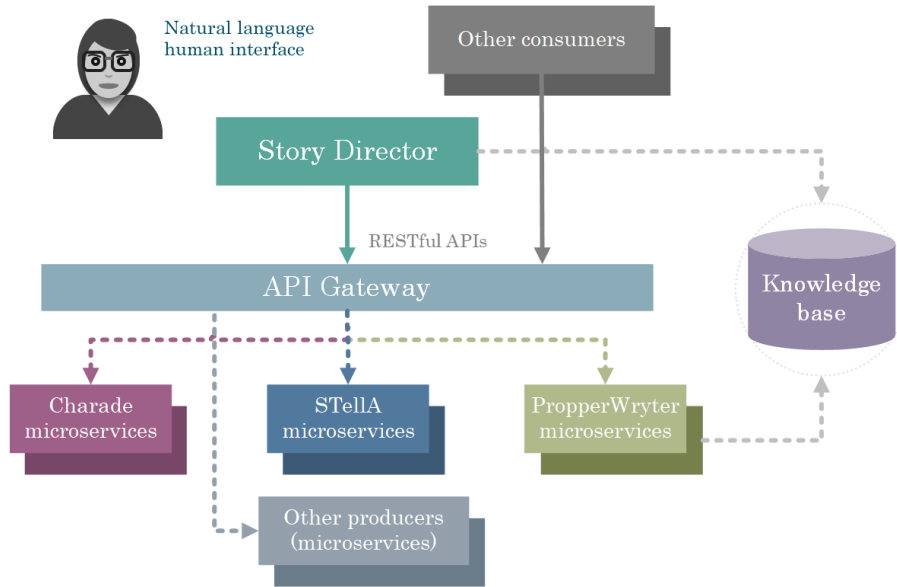 Natural language
human interface
Other consumers
Story Director
RESTful APIs
API Gateway
Knowledge
base
Charade
microservices
STellA
microservices
PropperWryter
microservices
Other producers
(microservices)